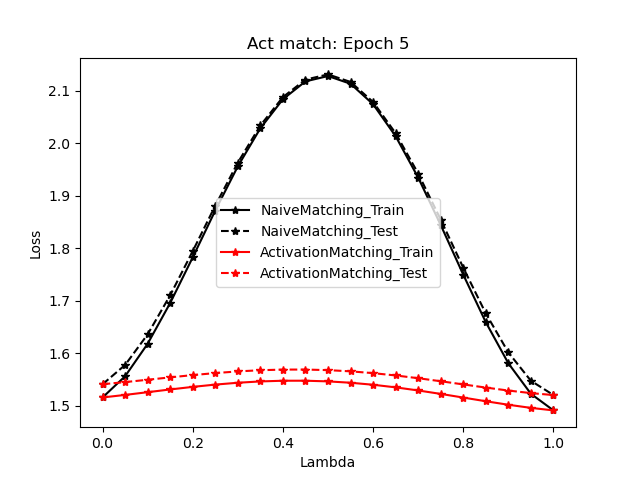 Act match: Epoch 5
2.1
2.0
1.9
1.8
1.7
1.6
1.5
Loss
NaiveMatching_Train
NaiveMatching_Test
ActivationMatching_Train
ActivationMatching_Test
0.0 0.2 0.4 0.6 0.8 1.0
Lambda